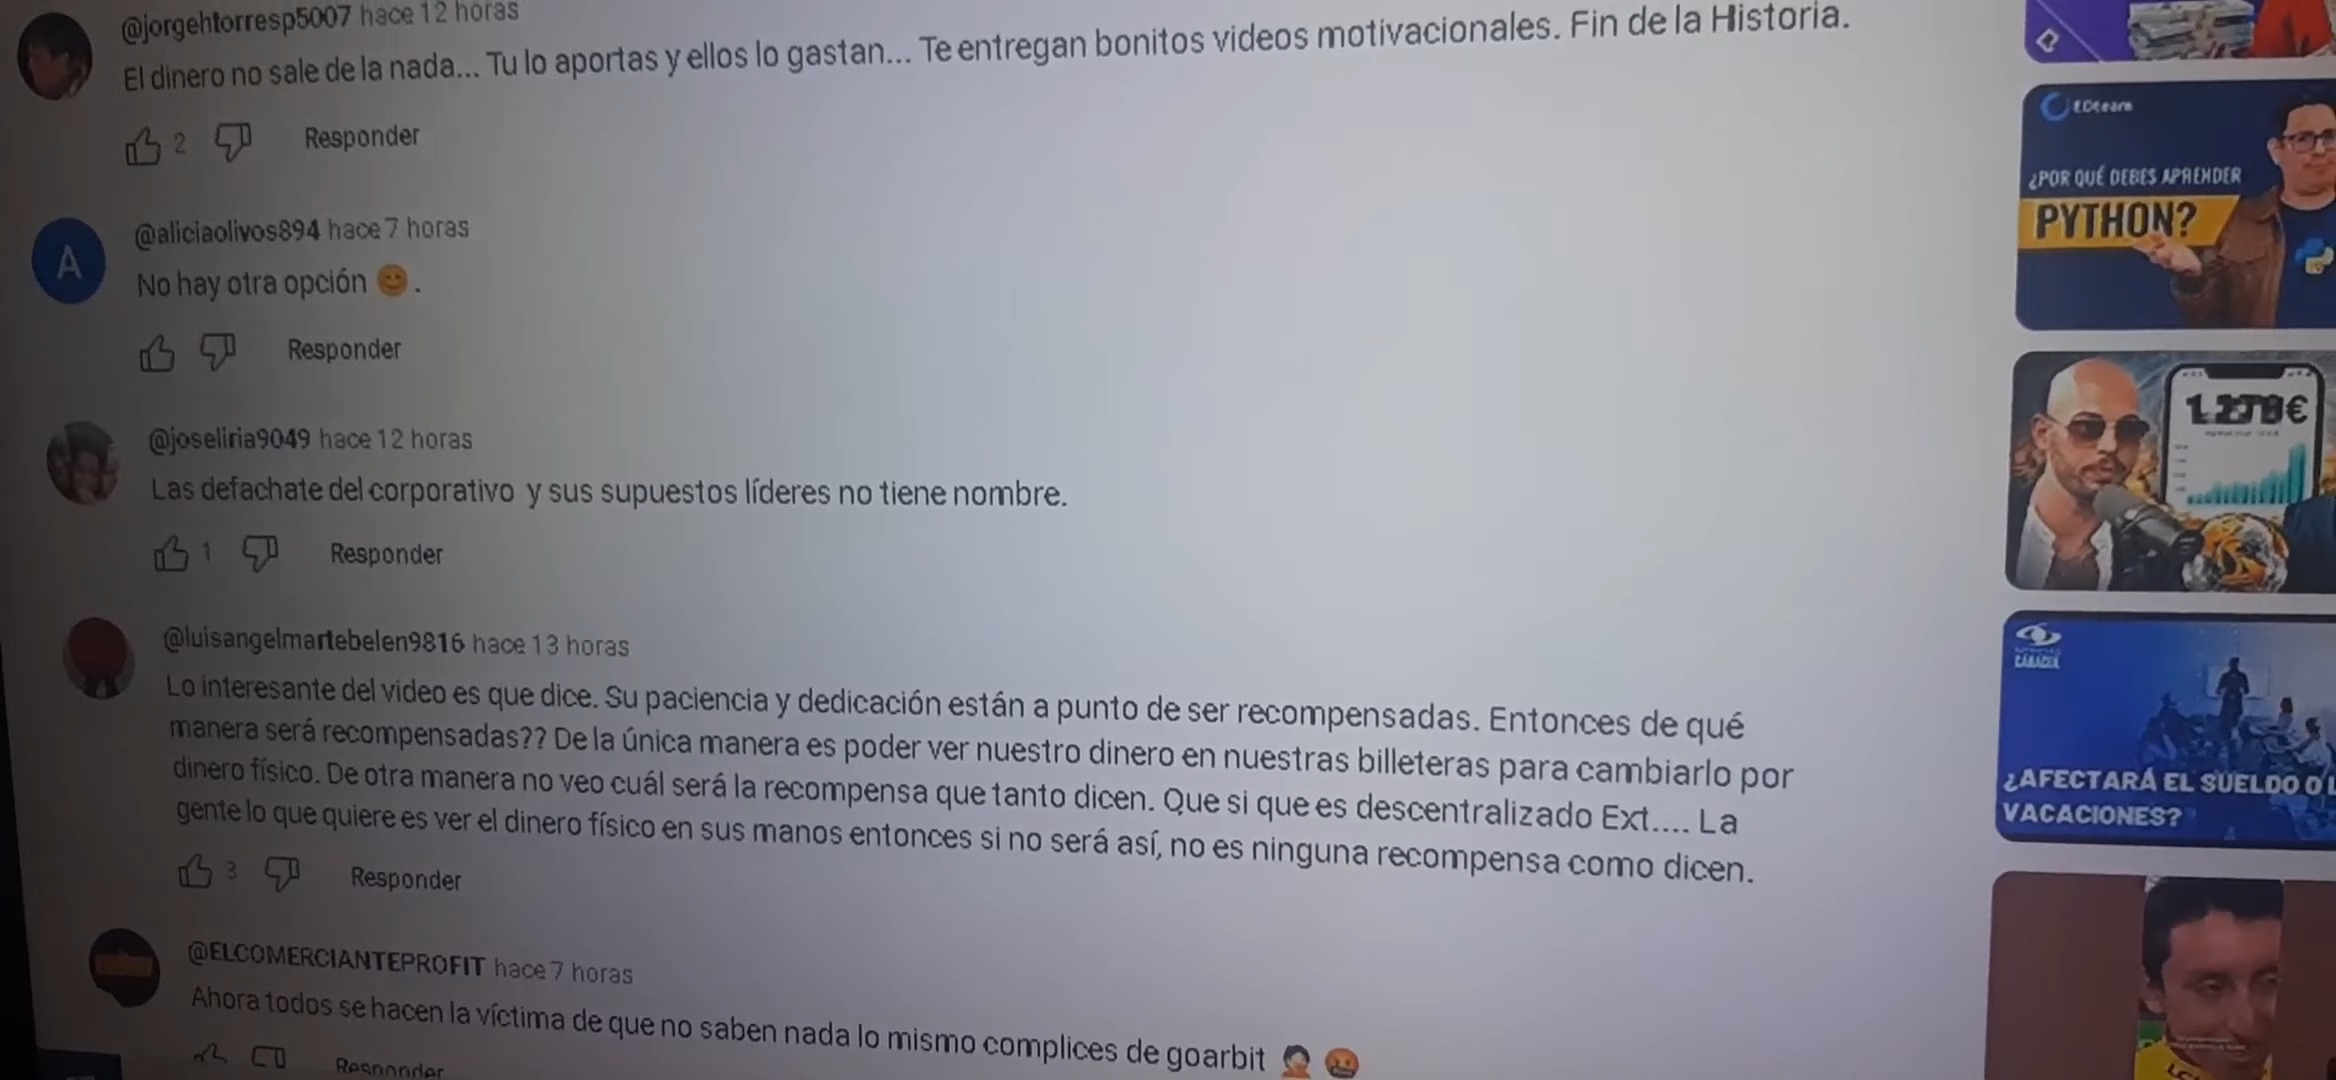 @jorgehtorresp5007 hace 12 horas
El dinero no sale de la nada... Tu lo aportas y ellos lo gastan... Te entregan bonitos videos motivacionales. Fin de la Historia.
2 Responder
@aliciaolivos894 hace 7 horas
A
No hay otra opción 😊.
Responder
@joseliria9049 hace 12 horas
Las defachate del corporativo y sus supuestos líderes no tiene nombre.
1 Responder
@luisangelmartebelen9816 hace 13 horas
Lo interesante del video es que dice. Su paciencia y dedicación están a punto de ser recompensadas. Entonces de qué
manera será recompensadas?? De la única manera es poder ver nuestro dinero en nuestras billeteras para cambiarlo por
dinero físico. De otra manera no veo cuál será la recompensa que tanto dicen. Que si que es descentralizado Ext.... La
gente lo que quiere es ver el dinero físico en sus manos entonces si no será así, no es ninguna recompensa como dicen.
3 Responder
@ELCOMERCIANTEPROFIT hace 7 horas
Ahora todos se hacen la víctima de que no saben nada lo mismo complices de goarbit 🤦🏻 🤬
Responder
EDteam
¿POR QUÉ DEBES APRENDER
PYTHON?
¿AFECTARÁ EL SUELDO O
VACACIONES?